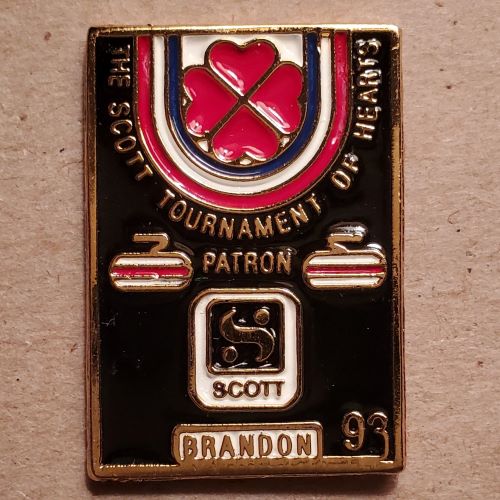 THE SCOTT TOURNAMENT OF HEARTS
PATRON
SCOTT
BRANDON
93